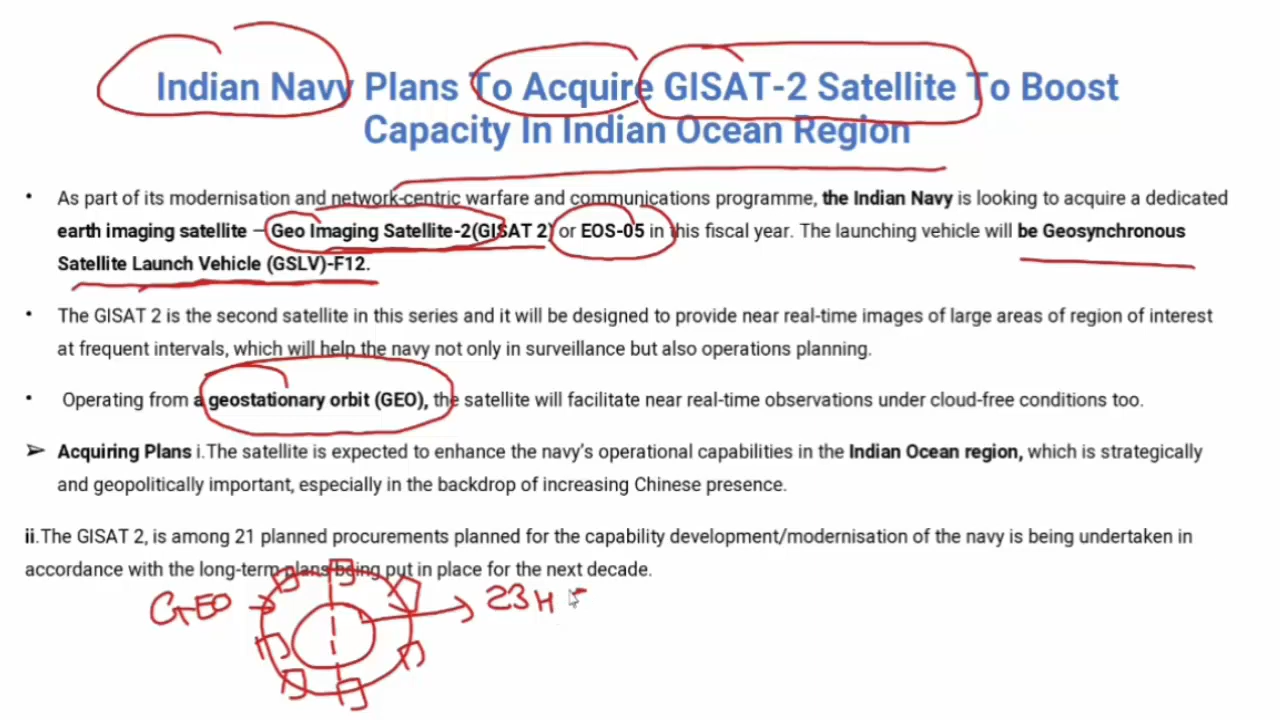 Indian Navy Plans To Acquire GISAT-2 Satellite To Boost
Capacity In Indian Ocean Region
• As part of its modernisation and network-centric warfare and communications programme, the Indian Navy is looking to acquire a dedicated
earth imaging satellite – Geo Imaging Satellite-2(GISAT 2) or EOS-05 in this fiscal year. The launching vehicle will be Geosynchronous
Satellite Launch Vehicle (GSLV)-F12.
• The GISAT 2 is the second satellite in this series and it will be designed to provide near real-time images of large areas of region of interest
at frequent intervals, which will help the navy not only in surveillance but also operations planning.
• Operating from a geostationary orbit (GEO), the satellite will facilitate near real-time observations under cloud-free conditions too.
➢ Acquiring Plans i.The satellite is expected to enhance the navy's operational capabilities in the Indian Ocean region, which is strategically
and geopolitically important, especially in the backdrop of increasing Chinese presence.
ii.The GISAT 2, is among 21 planned procurements planned for the capability development/modernisation of the navy is being undertaken in
accordance with the long-term plans being put in place for the next decade.
GEO 23H